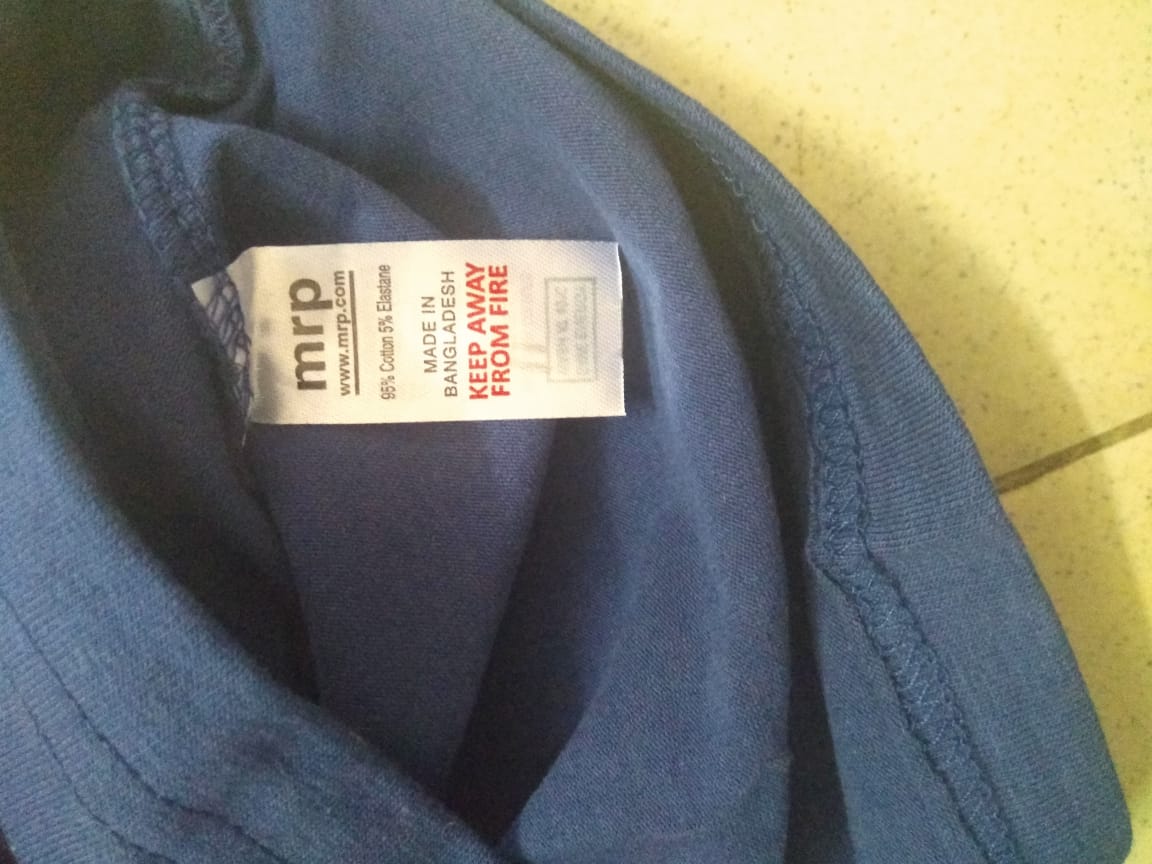 mrp
www.mrp.com
95% Cotton 5% Elastane
MADE IN
BANGLADESH
KEEP AWAY
FROM FIRE